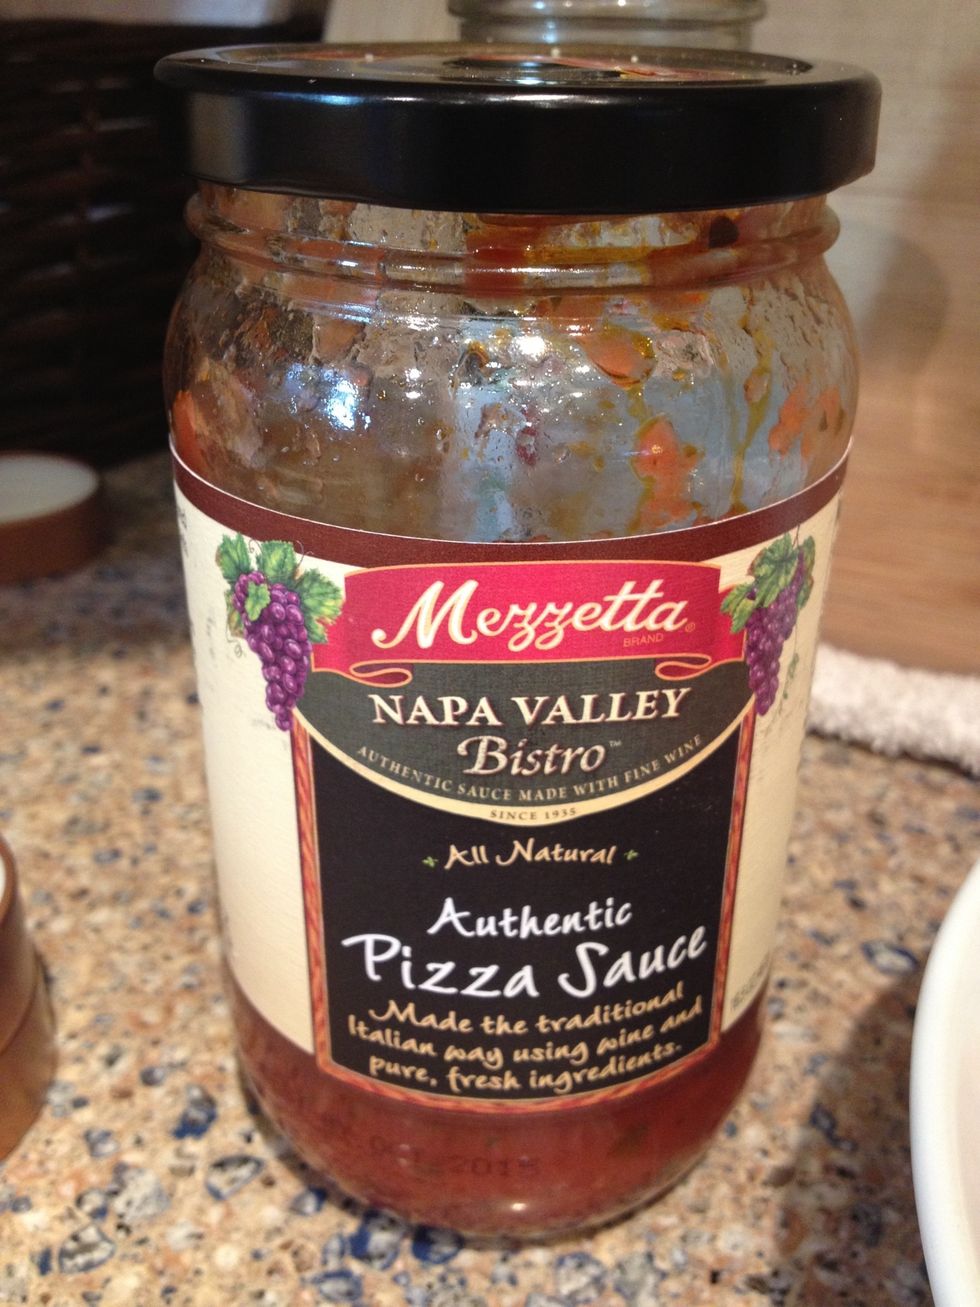 Mezzetta®
BRAND
NAPA VALLEY
Bistro™
AUTHENTIC SAUCE MADE WITH FINE WINE
SINCE 1935
All Natural
Authentic
Pizza Sauce
Made the traditional
Italian way using wine and
pure, fresh ingredients.